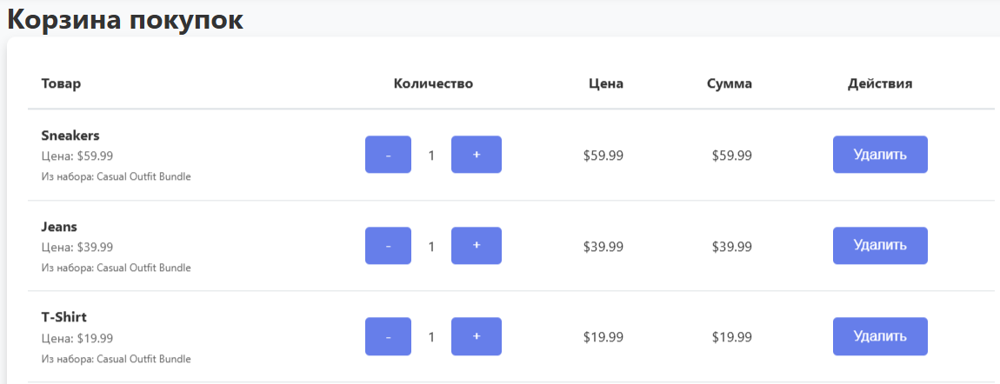 Корзина покупок
Товар Количество Цена Сумма Действия
Sneakers
Цена: $59.99
Из набора: Casual Outfit Bundle
- 1 + $59.99 $59.99 Удалить
Jeans
Цена: $39.99
Из набора: Casual Outfit Bundle
- 1 + $39.99 $39.99 Удалить
T-Shirt
Цена: $19.99
Из набора: Casual Outfit Bundle
- 1 + $19.99 $19.99 Удалить